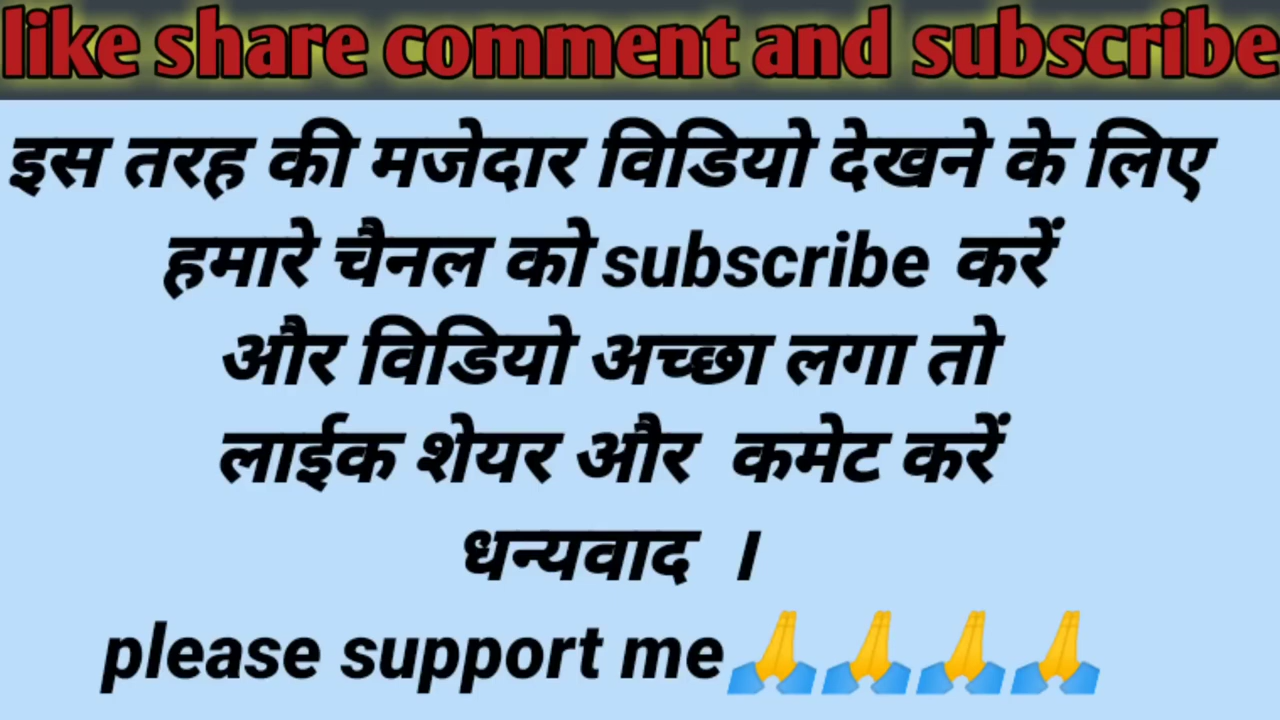 like share comment and subscribe
इस तरह की मजेदार विडियो देखने के लिए
हमारे चैनल को subscribe करें
और विडियो अच्छा लगा तो
लाईक शेयर और कमेट करें
धन्यवाद ।
please support me🙏🙏🙏🙏